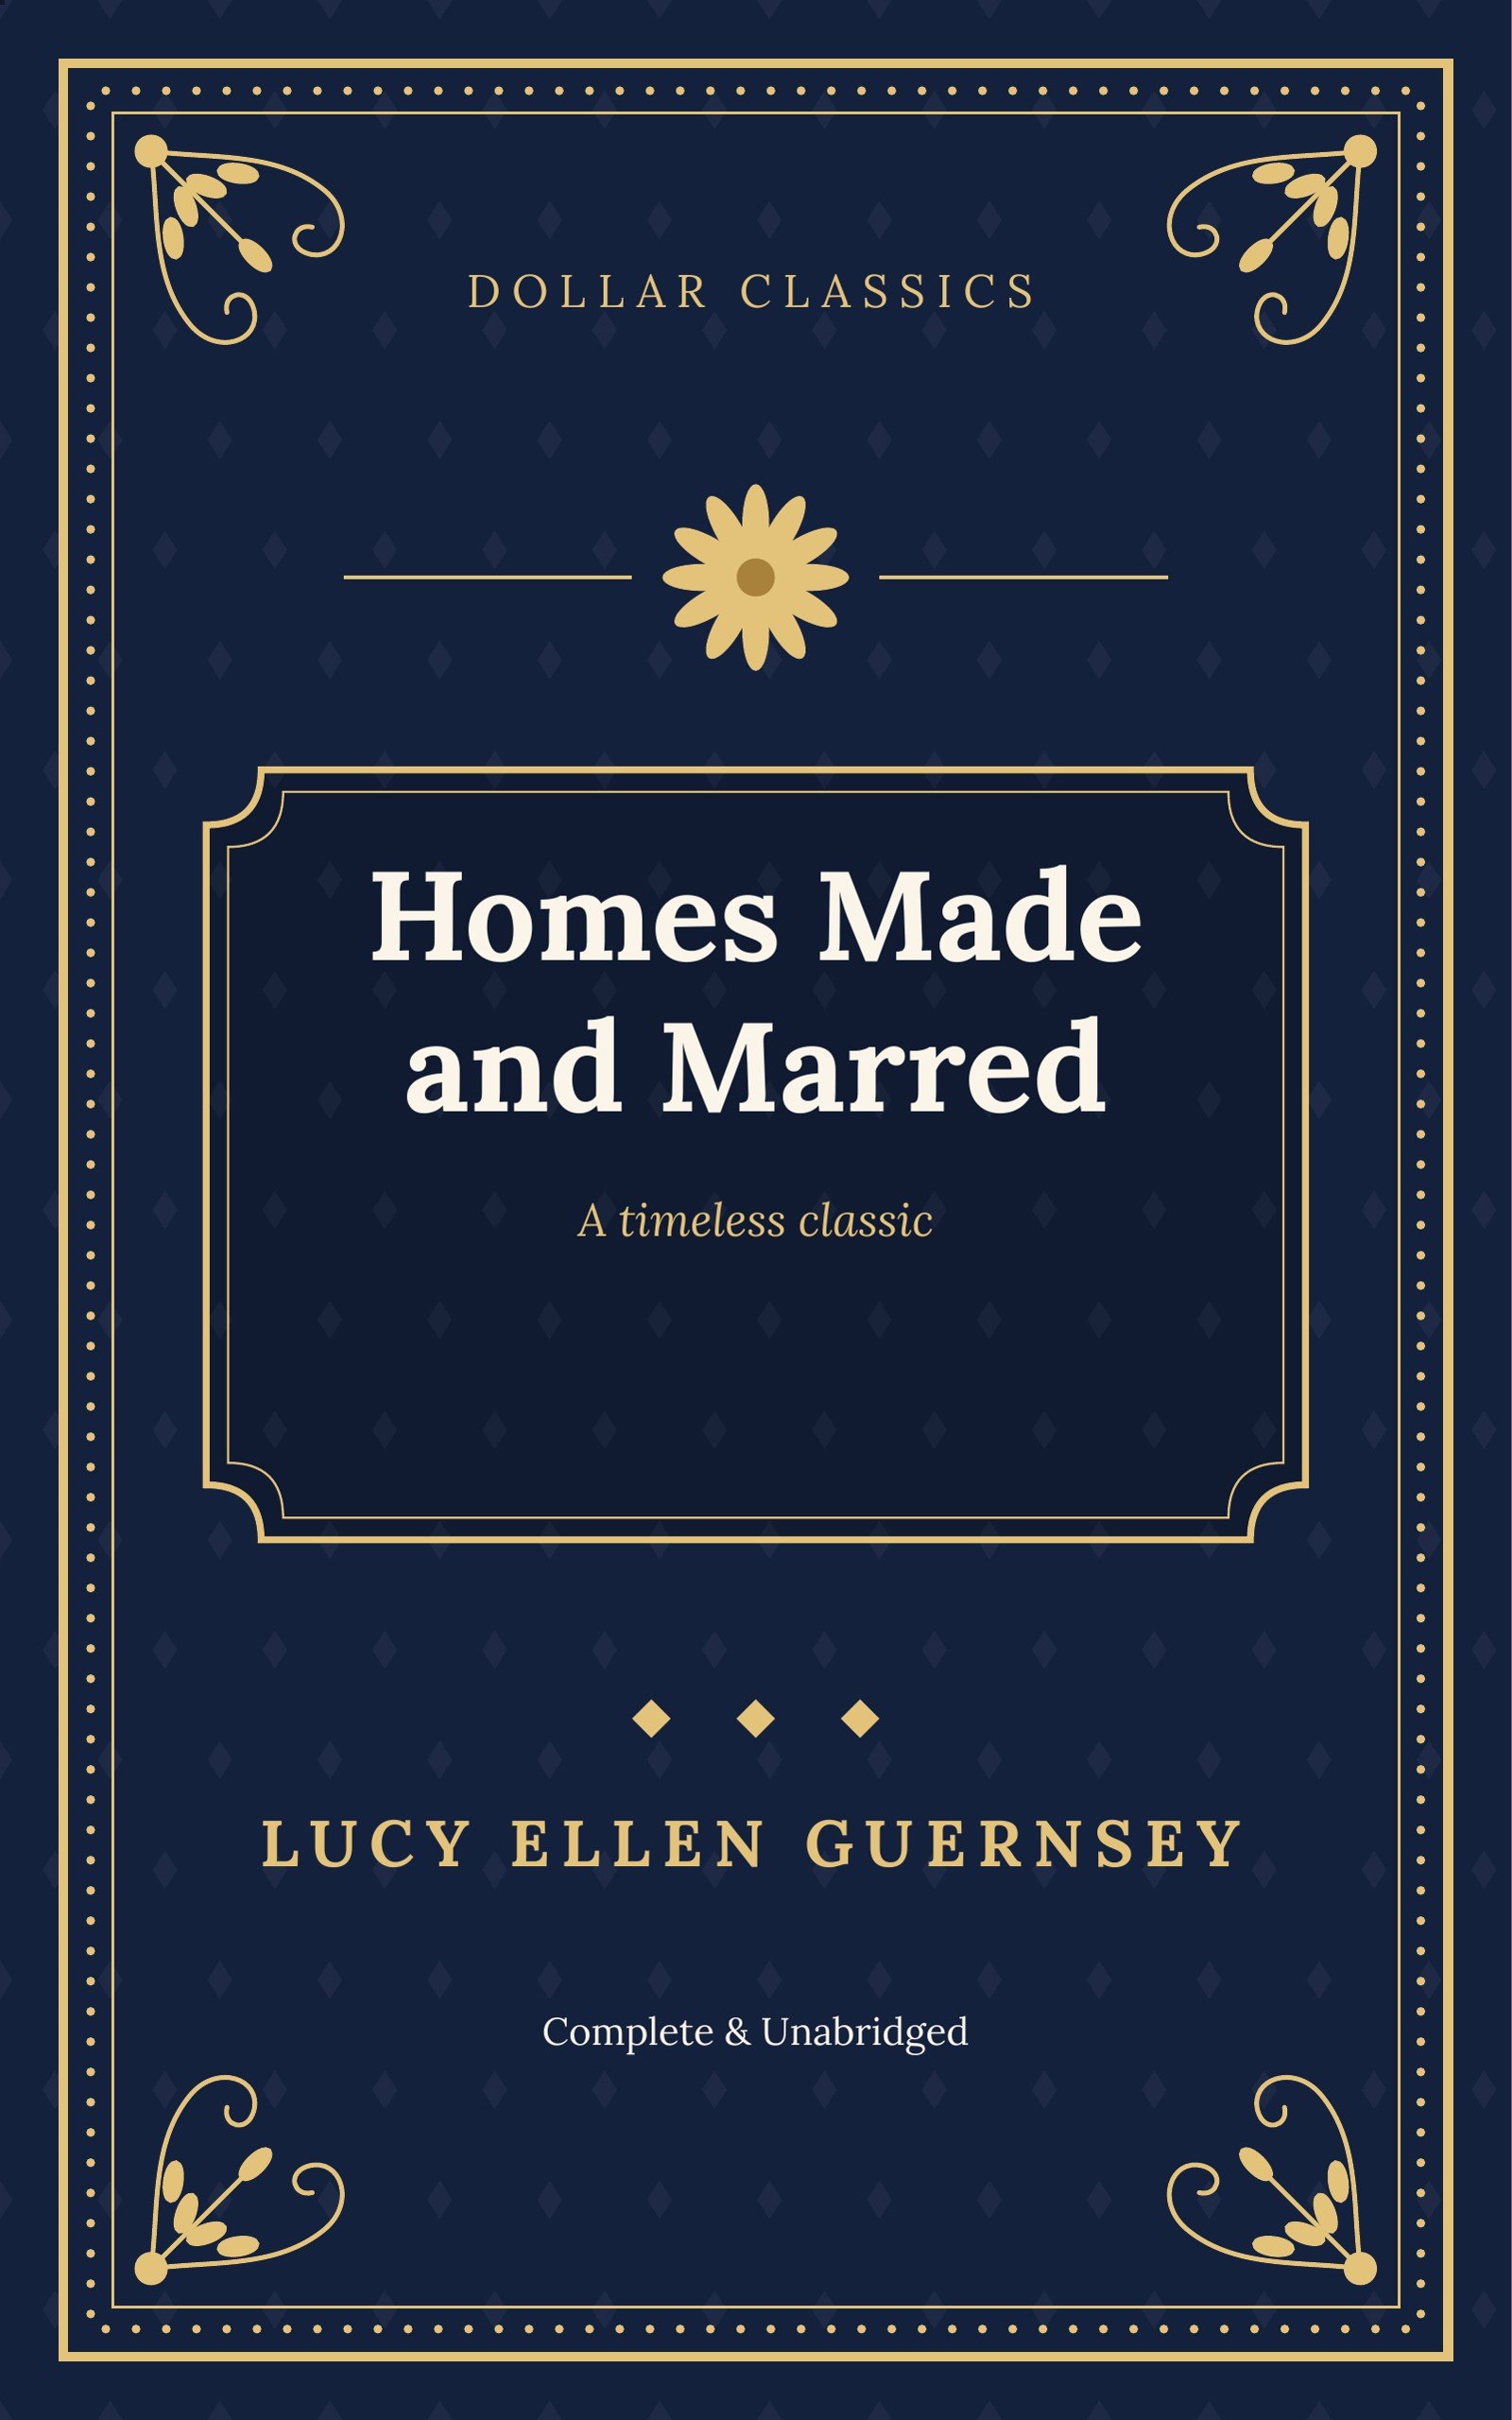 DOLLAR CLASSICS
Homes Made
and Marred
A timeless classic
LUCY ELLEN GUERNSEY
Complete & Unabridged